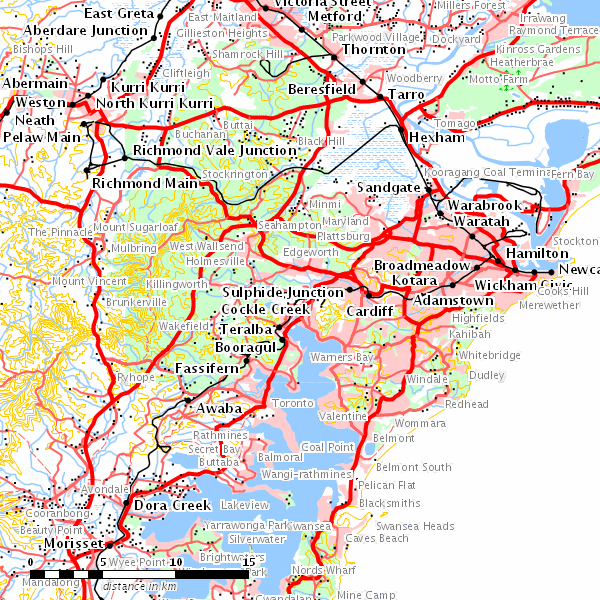 Victoria Street
East Greta
East Maitland
Metford
Millers Forest
Irrawang
Aberdare Junction
Gillieston Heights
Parkwood Village
Raymond Terrace
Bishops Hill
Shamrock Hill
Thornton
Dockyard
Kinross Gardens
Heatherbrae
Cliftleigh
Woodberry
Motto Farm
Abermain
Kurri Kurri
Beresfield
Tarro
Weston
North Kurri Kurri
Neath
Buttai
Tomago
Pelaw Main
Buchanan
Black Hill
Hexham
Richmond Vale Junction
Stockrington
Kooragang Coal Termina
Fern Bay
Richmond Main
Sandgate
Minmi
Warabrook
Mount Sugarloaf
Seahampton
Maryland
Waratah
The Pinnacle
Plattsburg
Stockton
Mulbring
West Wallsend
Edgeworth
Hamilton
Holmesville
Broadmeadow
Newca
Mount Vincent
Killingworth
Kotara
Wickham
Civic
Sulphide Junction
Cooks Hill
Brunkerville
Cockle Creek
Cardiff
Adamstown
Merewether
Wakefield
Teralba
Highfields
Booragul
Kahibah
Warners Bay
Whitebridge
Fassifern
Ryhope
Windale
Dudley
Awaba
Toronto
Redhead
Valentine
Wommara
Rathmines
Secret Bay
Coal Point
Belmont
Buttaba
Balmoral
Belmont South
Wangi-rathmines
Avondale
Pelican Flat
Dora Creek
Lakeview
Blacksmiths
Cooranbong
Yarrawonga Park
wansea
Swansea Heads
Beauty Point
Silverwater
Caves Beach
Morisset
Brightwaters
Wyee Point
Park
Nords Wharf
0 5 10 15
Mandalong
distance in km
Gwandalan
Mine Camp